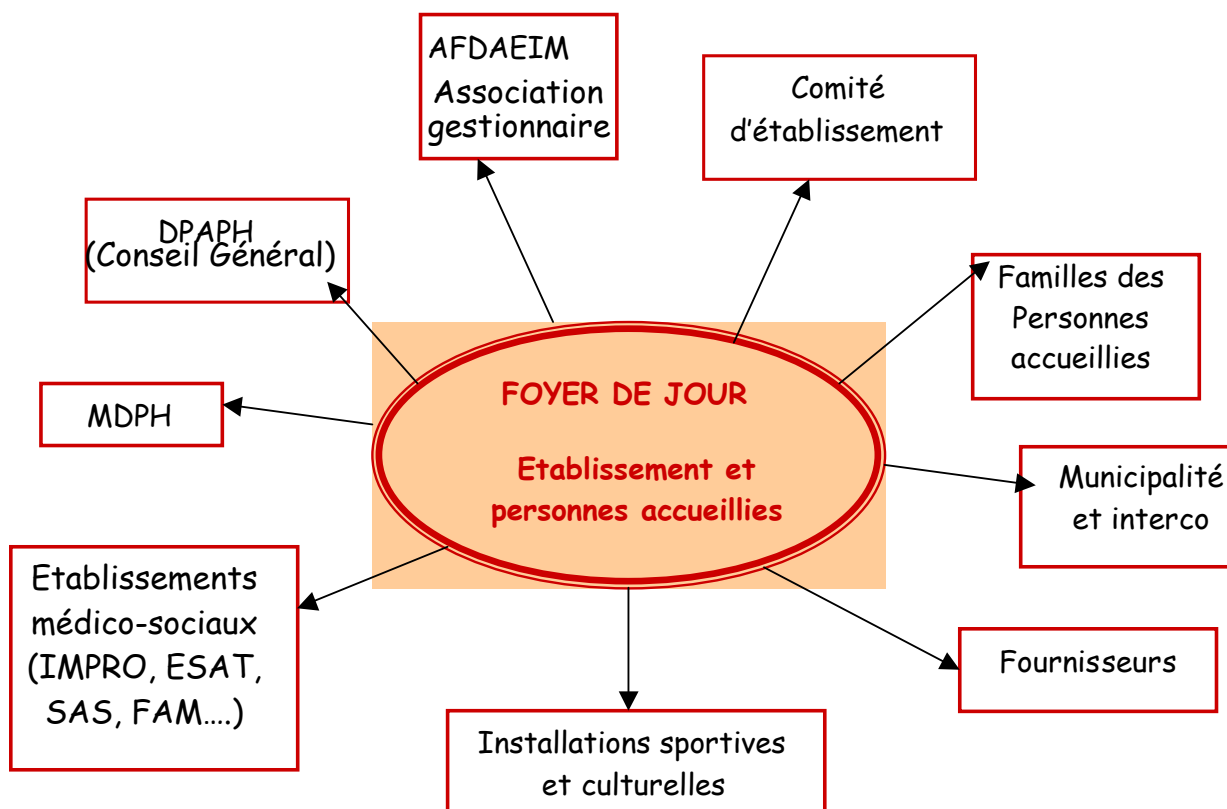 AFDAEIM
Association
gestionnaire
Comité
d'établissement
DPAPH
(Conseil Général)
Familles des
Personnes
accueillies
MDPH
FOYER DE JOUR
Etablissement et
personnes accueillies
Municipalité
et interco
Etablissements
médico-sociaux
(IMPRO, ESAT,
SAS, FAM….)
Fournisseurs
Installations sportives
et culturelles